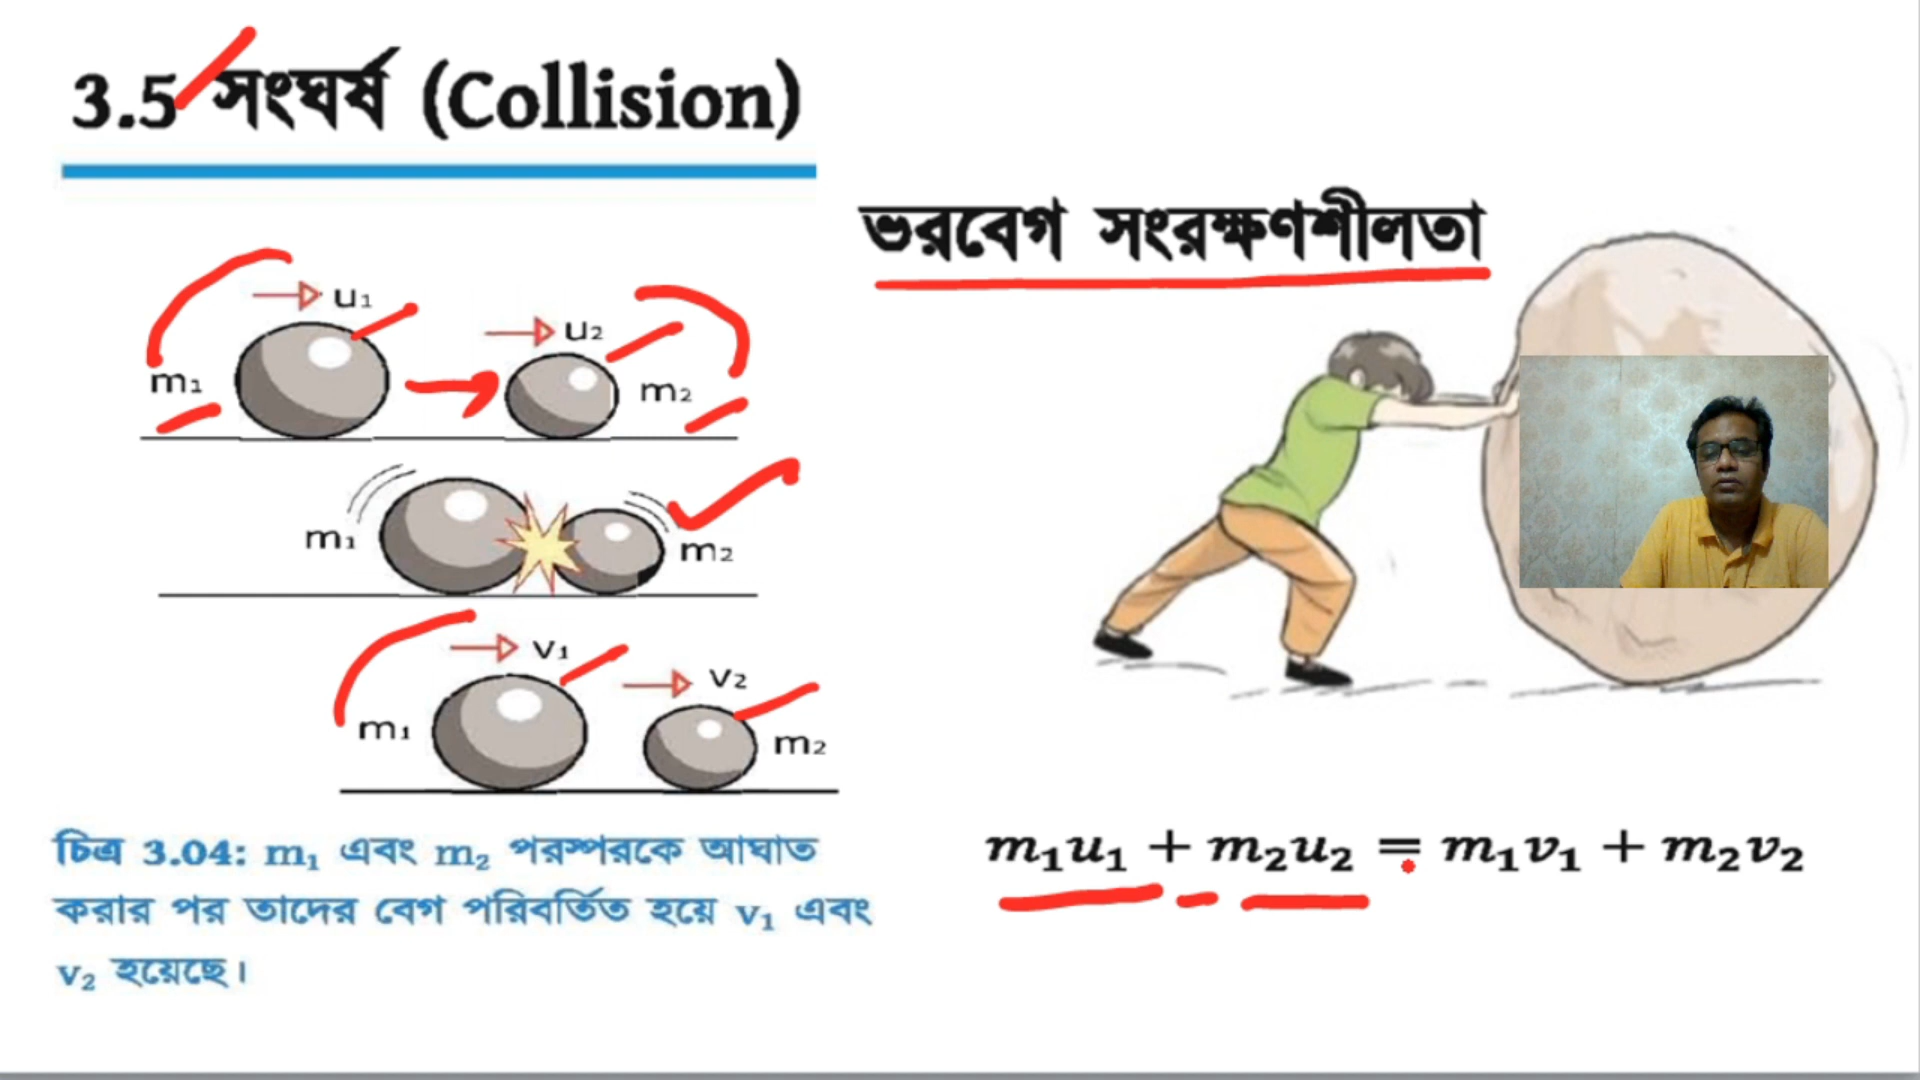 3.5 সংঘর্ষ (Collision)
ভরবেগ সংরক্ষণশীলতা
u₁
u₂
m₁
m₂
m₁
m₂
v₁
v₂
m₁
m₂
চিত্র 3.04: m₁ এবং m₂ পরস্পরকে আঘাত
করার পর তাদের বেগ পরিবর্তিত হয়ে v₁ এবং
v₂ হয়েছে।
m₁u₁ + m₂u₂ = m₁v₁ + m₂v₂